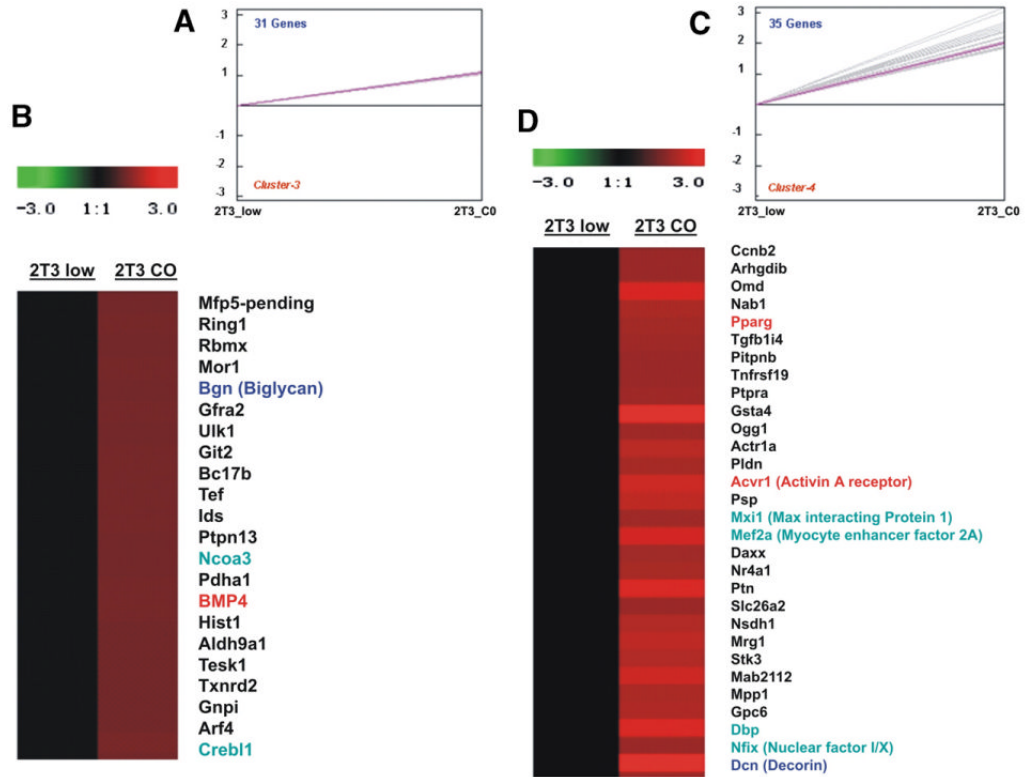 A
31 Genes
3
2
1
-1
-2
-3
Cluster-3
2T3_low 2T3_C0
B
-3.0 1:1 3.0
2T3 low 2T3 CO
Mfp5-pending
Ring1
Rbmx
Mor1
Bgn (Biglycan)
Gfra2
Ulk1
Git2
Bc17b
Tef
Ids
Ptpn13
Ncoa3
Pdha1
BMP4
Hist1
Aldh9a1
Tesk1
Txnrd2
Gnpi
Arf4
Crebl1
C
35 Genes
3
2
1
-1
-2
-3
Cluster-4
2T3_low 2T3_C0
D
-3.0 1:1 3.0
2T3 low 2T3 CO
Ccnb2
Arhgdib
Omd
Nab1
Pparg
Tgfb1i4
Pitpnb
Tnfrsf19
Ptpra
Gsta4
Ogg1
Actr1a
Pldn
Acvr1 (Activin A receptor)
Psp
Mxi1 (Max interacting Protein 1)
Mef2a (Myocyte enhancer factor 2A)
Daxx
Nr4a1
Ptn
Slc26a2
Nsdh1
Mrg1
Stk3
Mab2112
Mpp1
Gpc6
Dbp
Nfix (Nuclear factor I/X)
Dcn (Decorin)